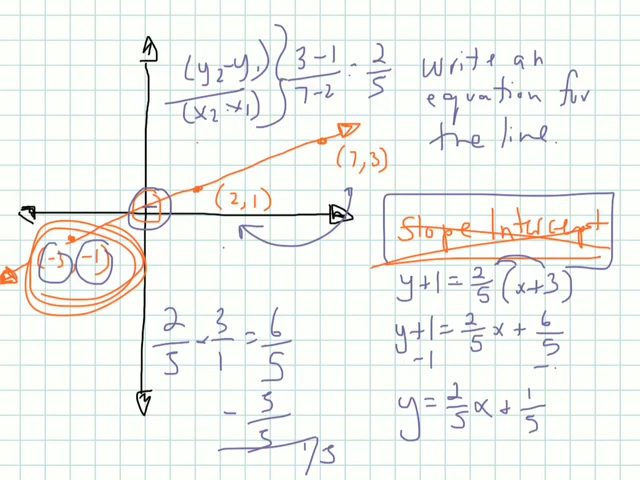 (y₂-y₁) / (x₂-x₁) } 3-1 / 7-2 = 2/5
Write an
equation for
the line.
(7,3)
(2,1)
(-3, -1)
Slope Intercept
y+1=2/5(x+3)
y+1=2/5x+6/5
-1
y=2/5x+1/5
2/5 · 3/1 = 6/5
- 5/5
1/5